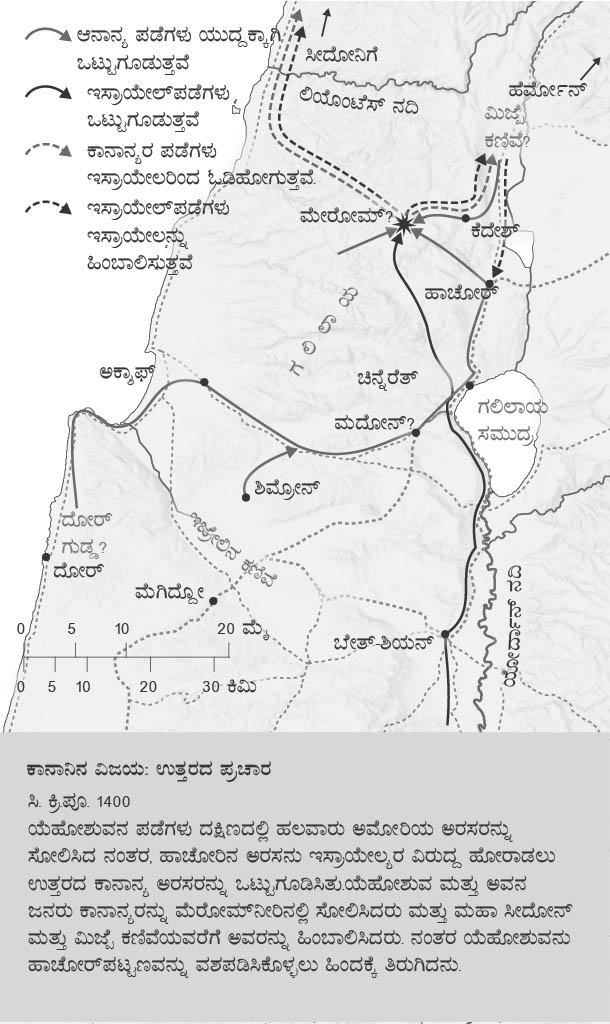 ಆನಾನ್ಯ ಪಡೆಗಳು ಯುದ್ದಕ್ಕಾಗಿ
ಒಟ್ಟುಗೂಡುತ್ತವೆ
ಇಸ್ರಾಯೇಲ್‌ಪಡೆಗಳು
ಒಟ್ಟುಗೂಡುತ್ತವೆ
ಕಾನಾನ್ಯರ ಪಡೆಗಳು
ಇಸ್ರಾಯೇಲರಿಂದ ಓಡಿಹೋಗುತ್ತವೆ.
ಇಸ್ರಾಯೇಲ್‌ಪಡೆಗಳು
ಇಸ್ರಾಯೇಲನ್ನು
ಹಿಂಬಾಲಿಸುತ್ತವೆ
ಸೀದೋನಿಗೆ
ಹೆರ್ಮೋನ್
ಲಿಯೊಂಟೆಸ್ ನದಿ
ಮಿಜ್ಪೆ
ಕಣಿವೆ?
ಮೇರೋಮ್?
ಕೆದೇಶ್
ಹಾಚೋರ್
ಗಲಿಲಾಯ
ಚಿನ್ನೆರೆತ್
ಅಕ್ಷಾಫ್
ಗಲಿಲಾಯ
ಸಮುದ್ರ
ಮದೋನ್?
ಶಿಮ್ರೋನ್
ದೋರ್
ಗುಡ್ಡ?
ದೋರ್
ಇಜ್ರೇಲಿನ ಕಣಿವೆ
ಮೆಗಿದ್ದೋ
ಬೇತ್-ಶಿಯನ್
0 5 10 20 ಮೈ
0 5 10 20 30 ಕಿಮಿ
ಕಾನಾನಿನ ವಿಜಯ: ಉತ್ತರದ ಪ್ರಚಾರ
ಸಿ. ಕ್ರಿ.ಪೂ. 1400
ಯೆಹೋಶುವನ ಪಡೆಗಳು ದಕ್ಷಿಣದಲ್ಲಿ ಹಲವಾರು ಅಮೋರಿಯ ಅರಸರನ್ನು
ಸೋಲಿಸಿದ ನಂತರ, ಹಾಚೋರಿನ ಅರಸನು ಇಸ್ರಾಯೇಲ್ಯರ ವಿರುದ್ದ ಹೋರಾಡಲು
ಉತ್ತರದ ಕಾನಾನ್ಯ ಅರಸರನ್ನು ಒಟ್ಟುಗೂಡಿಸಿತು.ಯೆಹೋಶುವ ಮತ್ತು ಅವನ
ಜನರು ಕಾನಾನ್ಯರನ್ನು ಮೆರೋಮ್‌ನೀರಿನಲ್ಲಿ ಸೋಲಿಸಿದರು ಮತ್ತು ಮಹಾ ಸೀದೋನ್
ಮತ್ತು ಮಿಜ್ಪೆ ಕಣಿವೆಯವರೆಗೆ ಅವರನ್ನು ಹಿಂಬಾಲಿಸಿದರು. ನಂತರ ಯೆಹೋಶುವನು
ಹಾಚೋರ್‌ಪಟ್ಟಣವನ್ನು ವಶಪಡಿಸಿಕೊಳ್ಳಲು ಹಿಂದಕ್ಕೆ ತಿರುಗಿದನು.